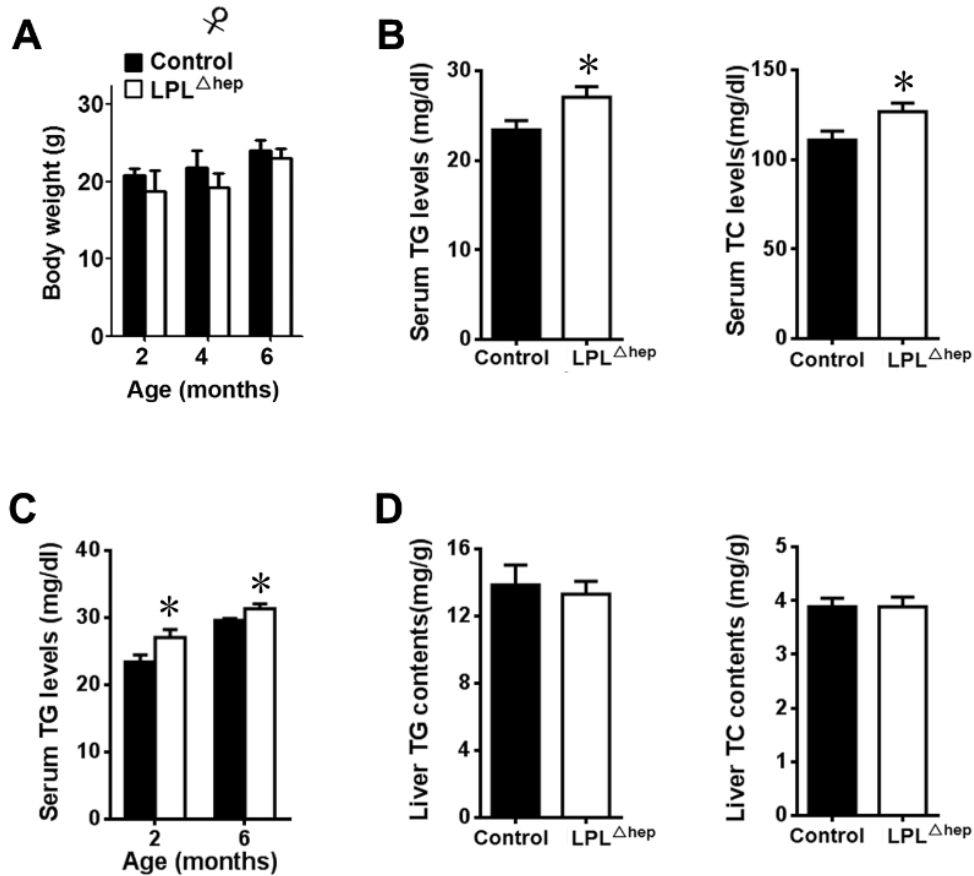 A
♀
Control
LPL△hep
Body weight (g)
30
20
10
0
2 4 6
Age (months)
B
Serum TG levels (mg/dl)
30
20
10
0
*
Control LPL△hep
Serum TC levels(mg/dl)
150
100
50
0
*
Control LPL△hep
C
Serum TG levels (mg/dl)
40
30
20
10
0
* *
2 6
Age (months)
D
Liver TG contents(mg/g)
16
12
8
4
0
Control LPL△hep
Liver TC contents (mg/g)
5
4
3
2
1
0
Control LPL△hep